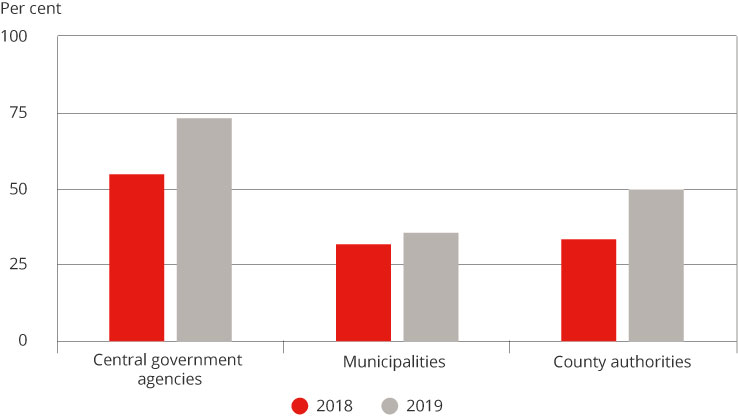 Per cent
100
75
50
25
0
Central government
agencies
Municipalities
County authorities
2018
2019